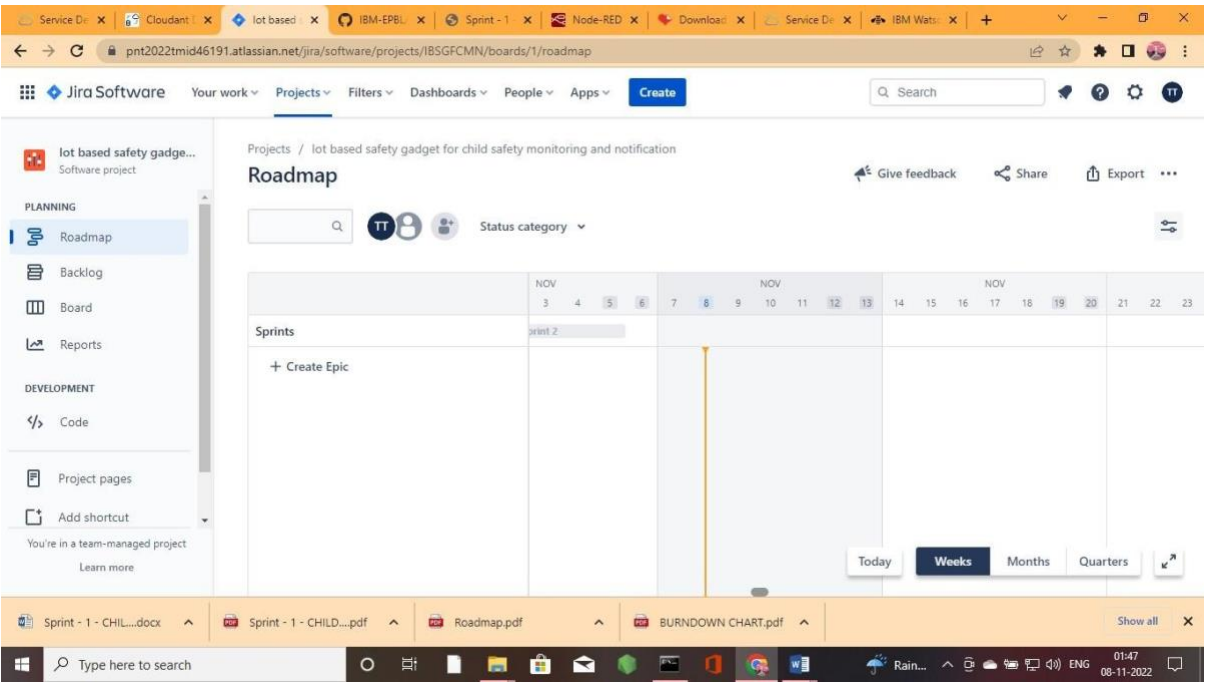 Service De
Cloudant
Iot based
IBM-EPBL
Sprint - 1
Node-RED
Download
Service De
IBM Wats
pnt2022tmid46191.atlassian.net/jira/software/projects/IBSGFCMN/boards/1/roadmap
Jira Software Your work Projects Filters Dashboards People Apps Create Search TT
Iot based safety gadge...
Software project
PLANNING
Roadmap
Backlog
Board
Reports
DEVELOPMENT
Code
Project pages
Add shortcut
You're in a team-managed project
Learn more
Projects / Iot based safety gadget for child safety monitoring and notification
Roadmap
Give feedback Share Export
TT Status category
NOV NOV NOV
3 4 5 6 7 8 9 10 11 12 13 14 15 16 17 18 19 20 21 22 23
Sprints
print 2
+ Create Epic
Today Weeks Months Quarters
Sprint - 1 - CHIL....docx
Sprint - 1 - CHILD....pdf
Roadmap.pdf
BURNDOWN CHART.pdf
Show all
Type here to search
Rain... ENG
01:47
08-11-2022